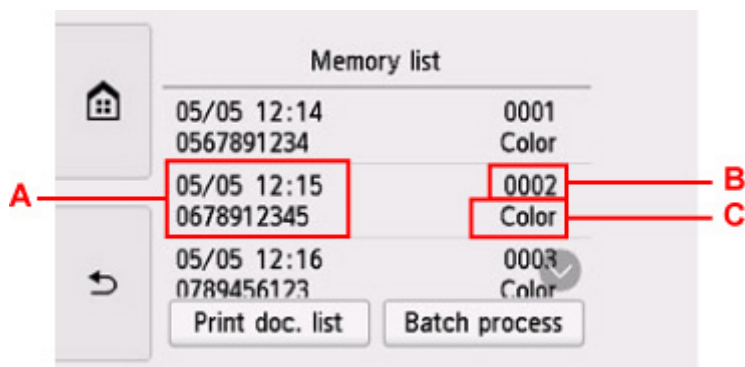 Memory list
05/05 12:14 0001
0567891234 Color
A
05/05 12:15 0002 B
0678912345 Color C
05/05 12:16 0003
0789456123 Color
Print doc. list Batch process